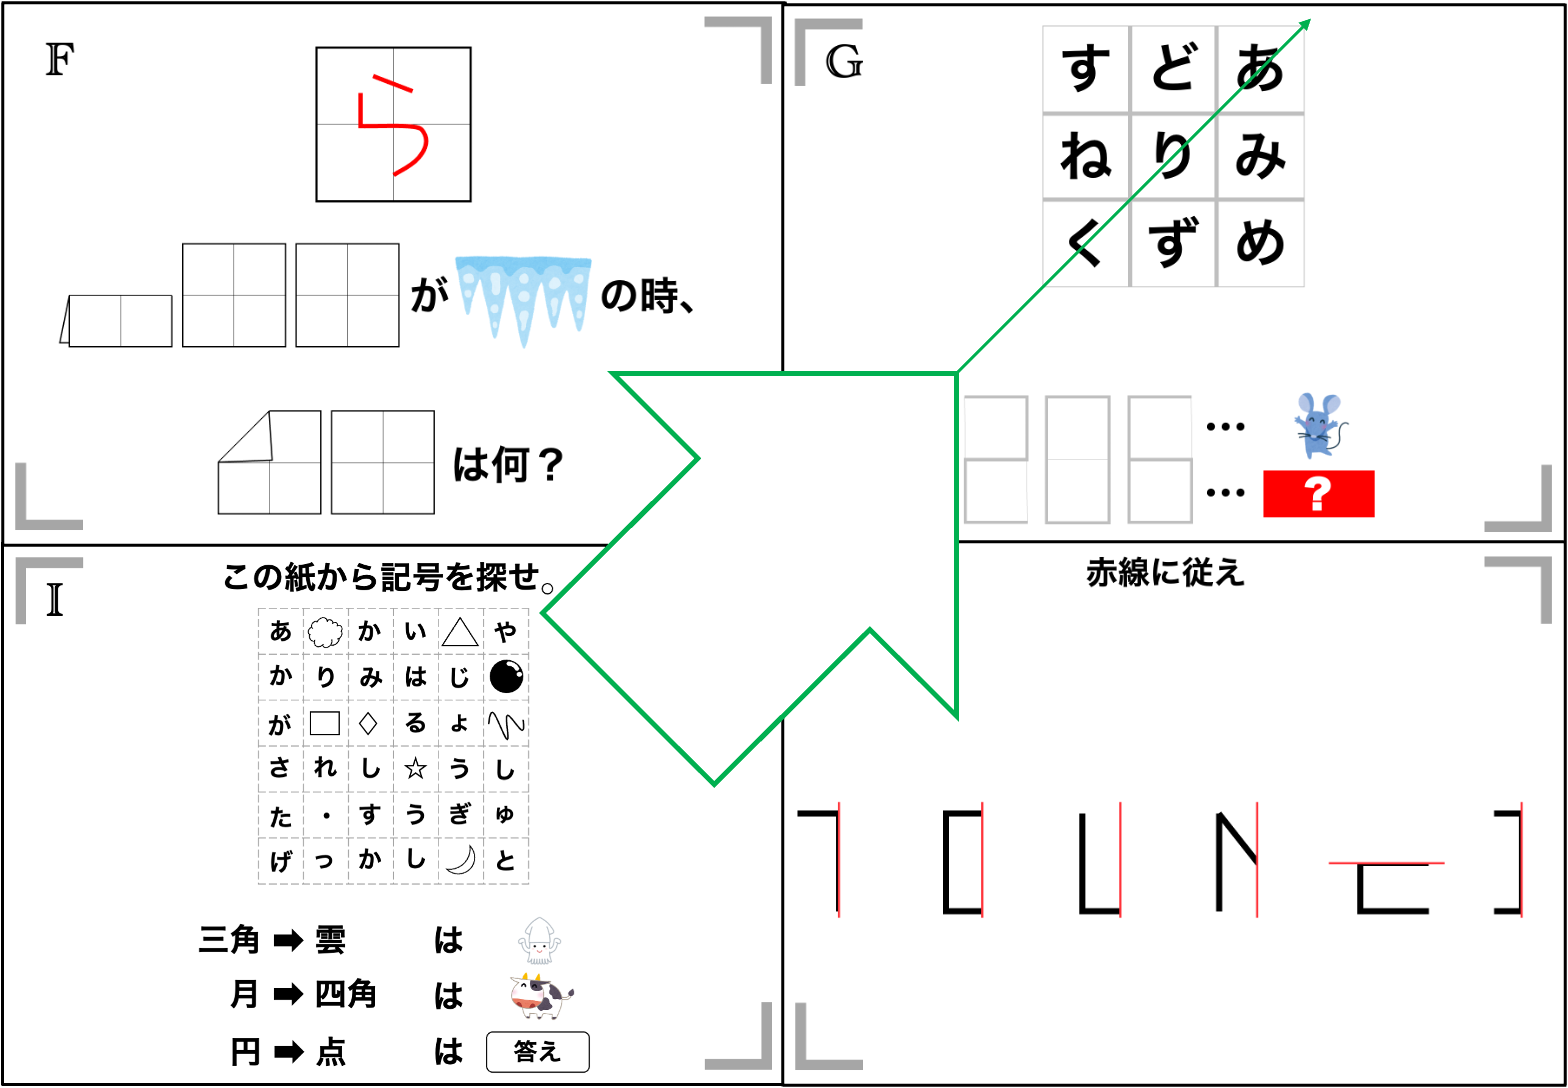 F
ら
が の時、
は何？
G
すどあ
ねりみ
くずめ
…
… ?
I
この紙から記号を探せ。
あ かい や
かりみはじ
が るょ
されし うし
た・すうぎゅ
げっかし と
三角➡雲 は
月➡四角 は
円➡点 は 答え
赤線に従え